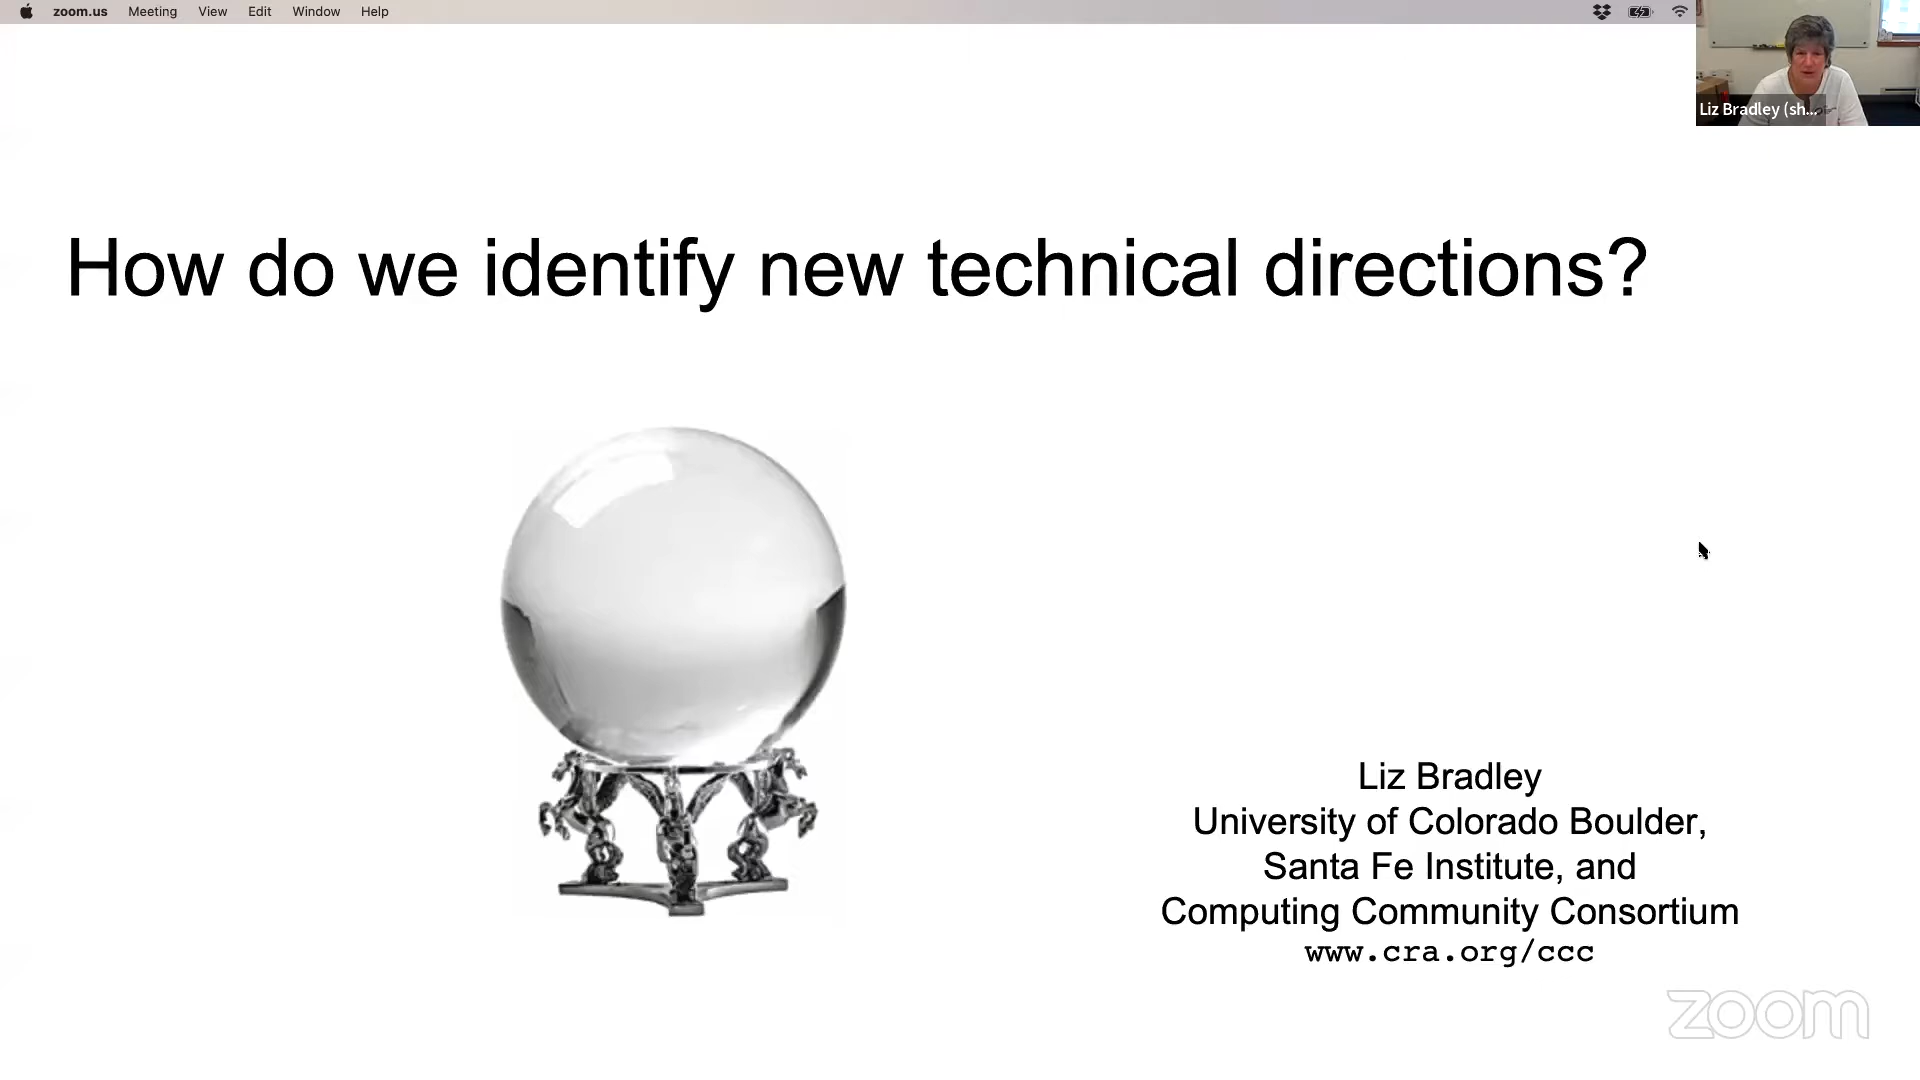 zoom.us Meeting View Edit Window Help
Liz Bradley (sh...
How do we identify new technical directions?
Liz Bradley
University of Colorado Boulder,
Santa Fe Institute, and
Computing Community Consortium
www.cra.org/ccc
zoom